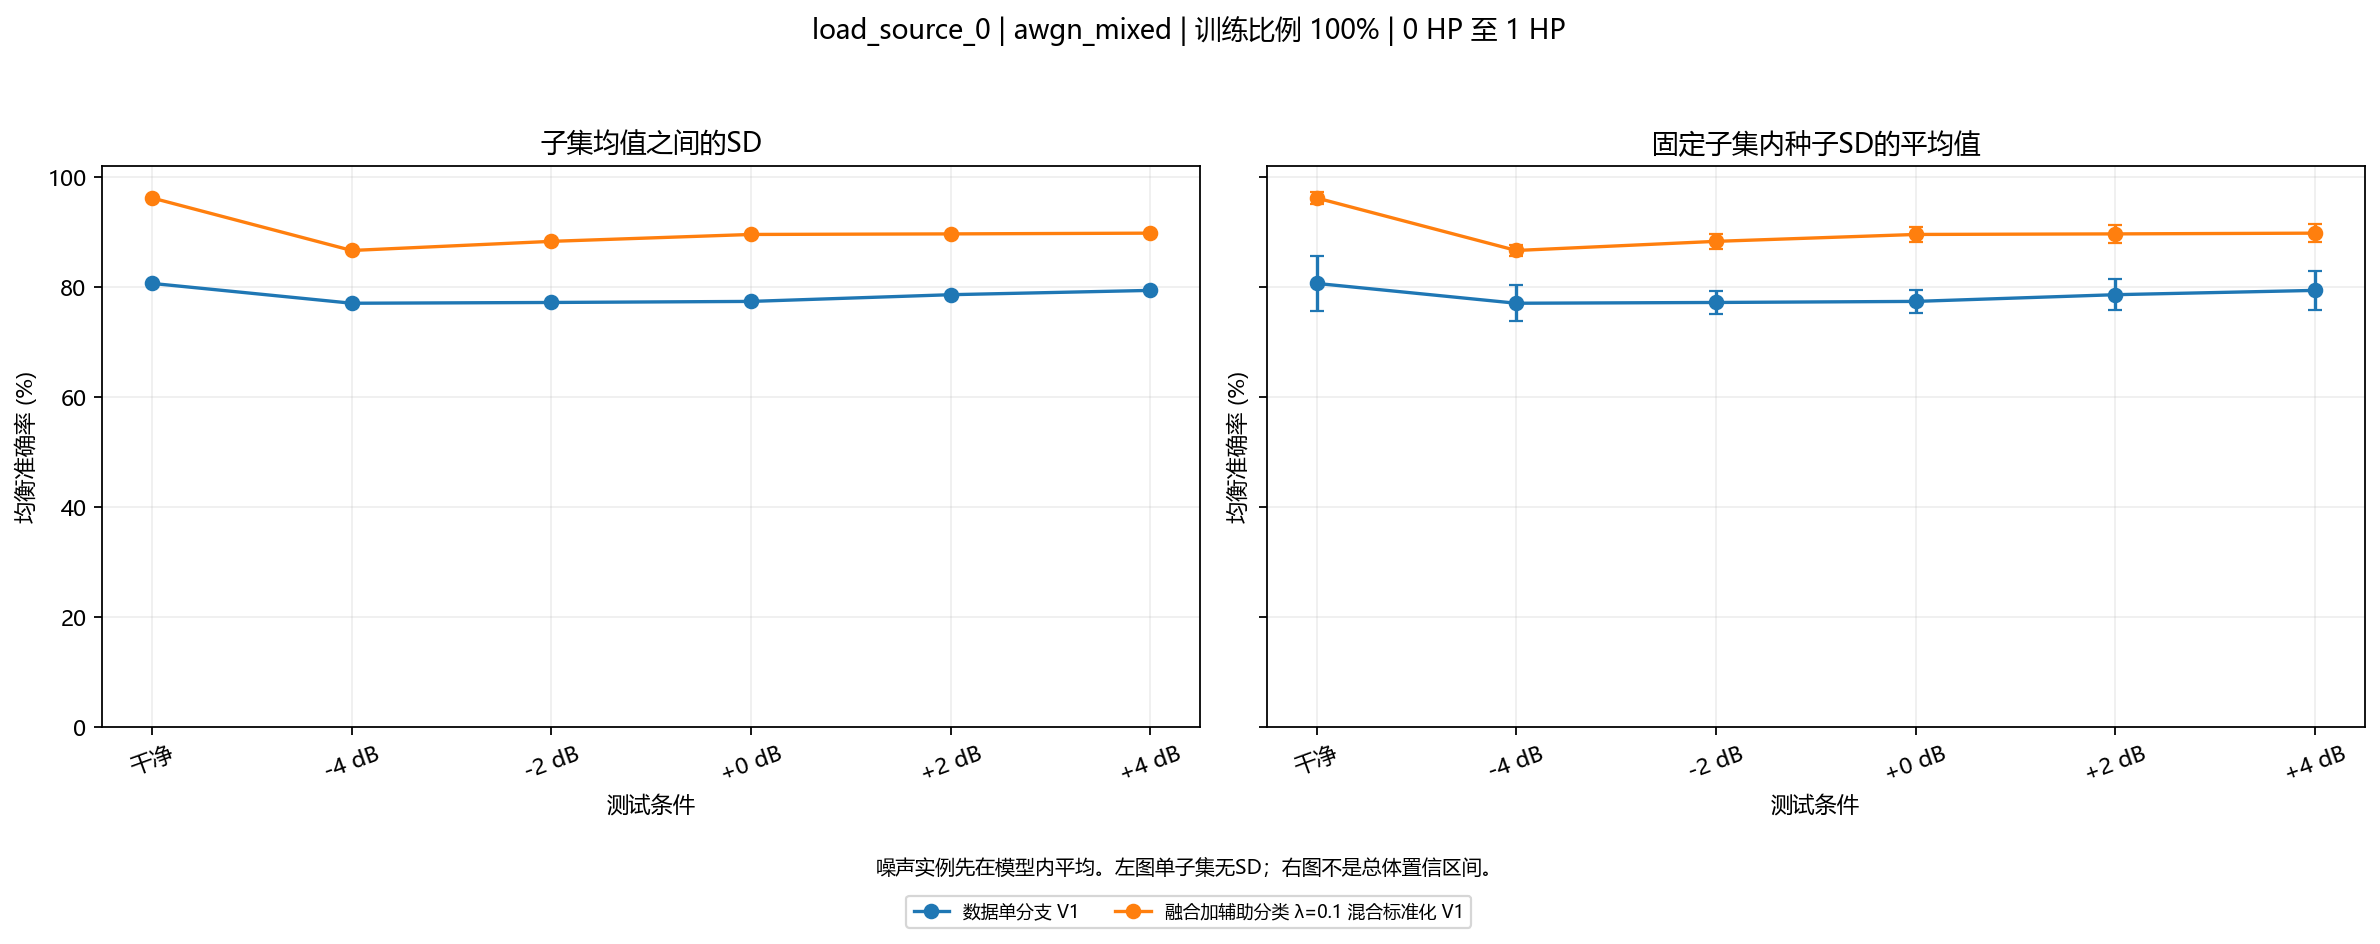 load_source_0 | awgn_mixed | 训练比例 100% | 0 HP 至 1 HP
子集均值之间的SD
均衡准确率 (%)
100
80
60
40
20
0
干净
-4 dB
-2 dB
+0 dB
+2 dB
+4 dB
测试条件
固定子集内种子SD的平均值
均衡准确率 (%)
干净
-4 dB
-2 dB
+0 dB
+2 dB
+4 dB
测试条件
噪声实例先在模型内平均。左图单子集无SD；右图不是总体置信区间。
数据单分支 V1
融合加辅助分类 λ=0.1 混合标准化 V1